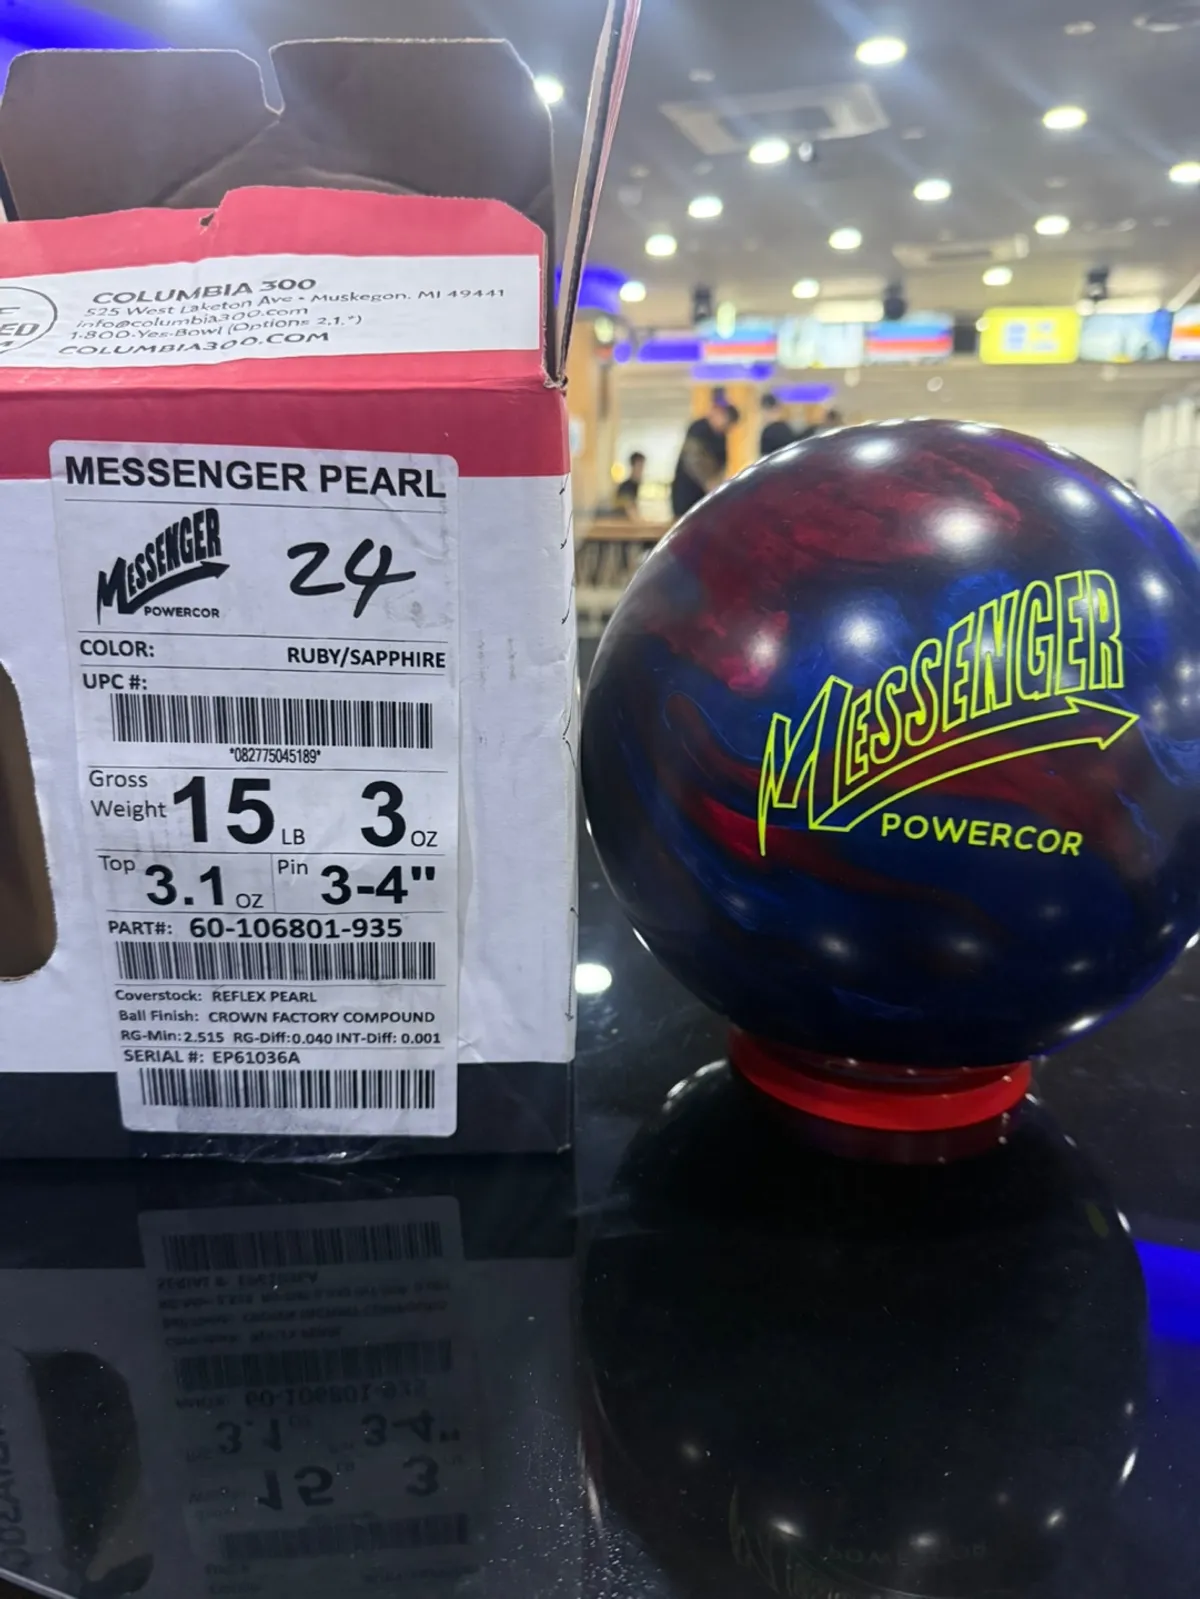 COLUMBIA 300
525 West Laketon Ave • Muskegon, MI 49441
info@columbia300.com
1-800-Yes-Bowl (Options 2,1,*)
COLUMBIA300.COM
MESSENGER PEARL
MESSENGER
POWERCOR
24
COLOR: RUBY/SAPPHIRE
UPC #:
*082775045189*
Gross Weight 15 LB 3 OZ
Top 3.1 OZ Pin 3-4"
PART#: 60-106801-935
Coverstock: REFLEX PEARL
Ball Finish: CROWN FACTORY COMPOUND
RG-Min: 2.515 RG-Diff: 0.040 INT-Diff: 0.001
SERIAL #: EP61036A
MESSENGER
POWERCOR